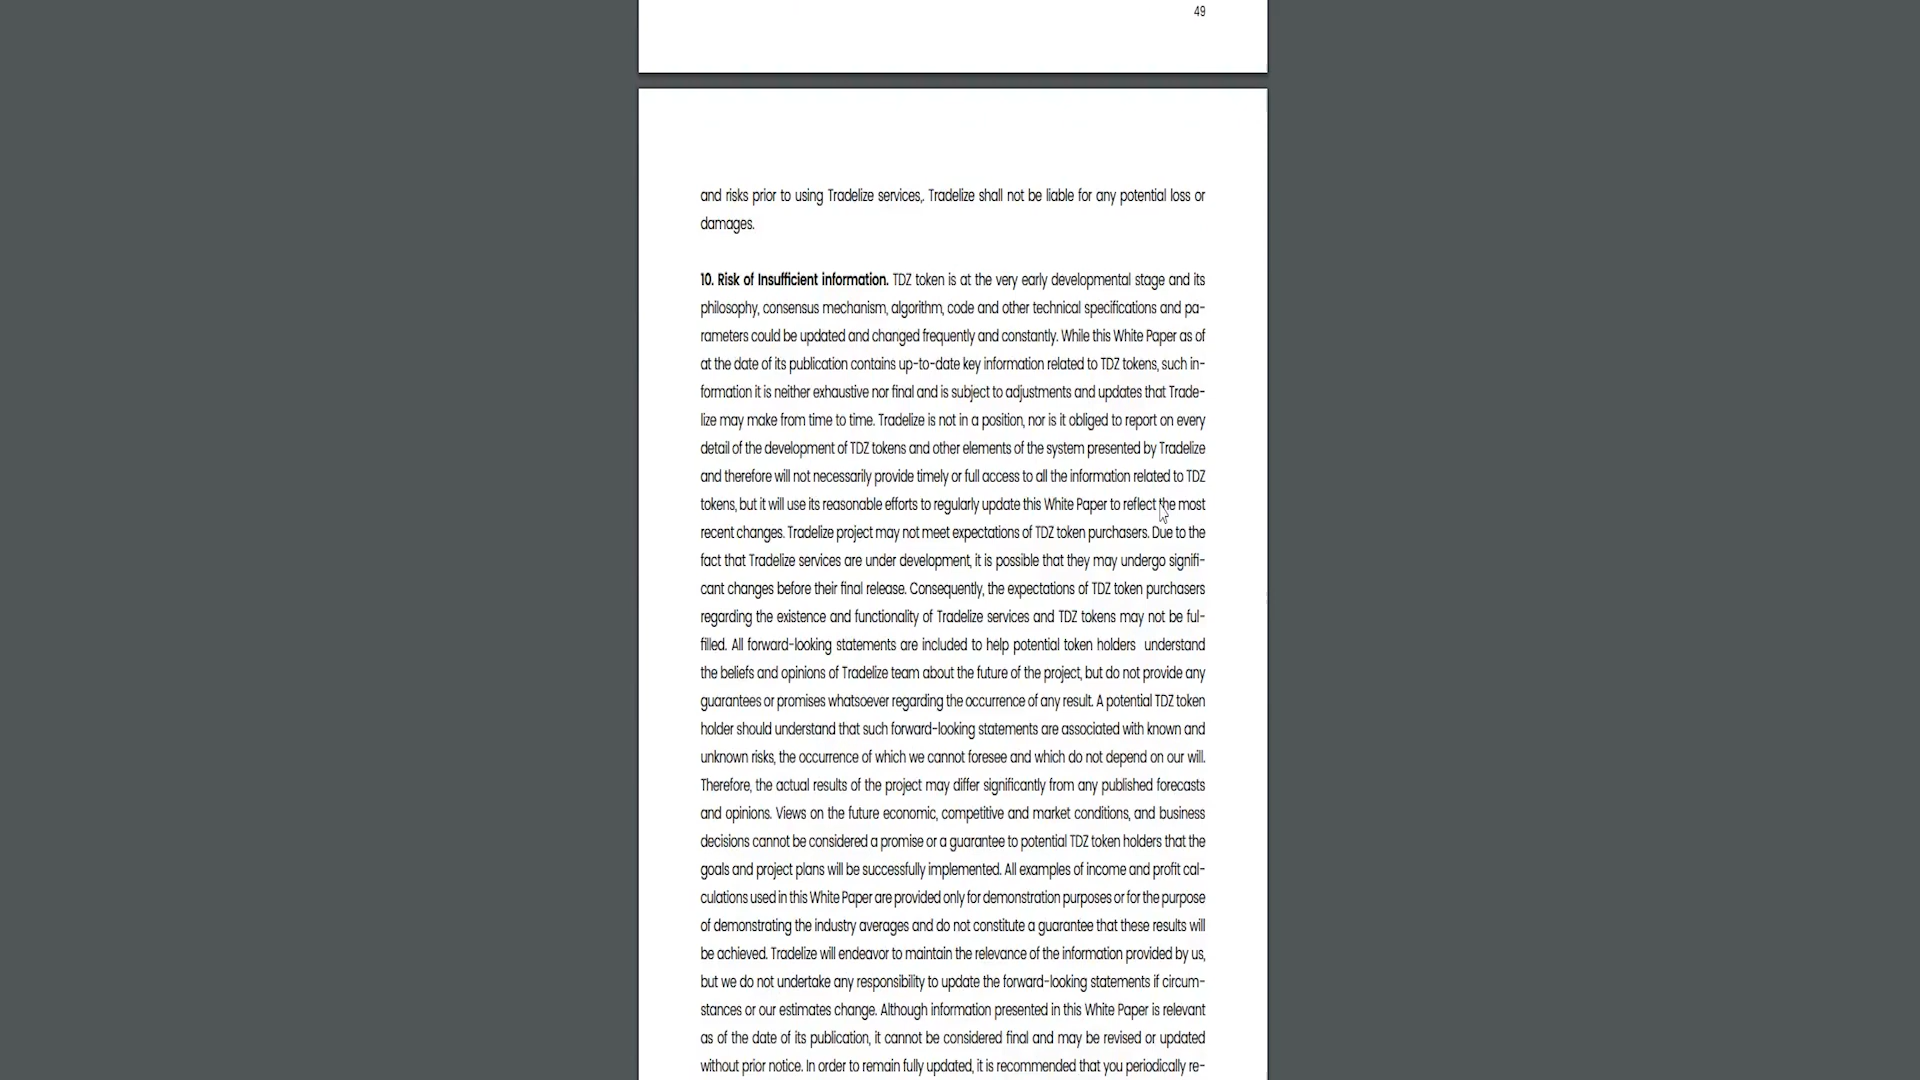 49
and risks prior to using Tradelize services,. Tradelize shall not be liable for any potential loss or
damages.
10. Risk of Insufficient information. TDZ token is at the very early developmental stage and its
philosophy, consensus mechanism, algorithm, code and other technical specifications and pa-
rameters could be updated and changed frequently and constantly. While this White Paper as of
at the date of its publication contains up-to-date key information related to TDZ tokens, such in-
formation it is neither exhaustive nor final and is subject to adjustments and updates that Trade-
lize may make from time to time. Tradelize is not in a position, nor is it obliged to report on every
detail of the development of TDZ tokens and other elements of the system presented by Tradelize
and therefore will not necessarily provide timely or full access to all the information related to TDZ
tokens, but it will use its reasonable efforts to regularly update this White Paper to reflect the most
recent changes. Tradelize project may not meet expectations of TDZ token purchasers. Due to the
fact that Tradelize services are under development, it is possible that they may undergo signifi-
cant changes before their final release. Consequently, the expectations of TDZ token purchasers
regarding the existence and functionality of Tradelize services and TDZ tokens may not be ful-
filled. All forward-looking statements are included to help potential token holders understand
the beliefs and opinions of Tradelize team about the future of the project, but do not provide any
guarantees or promises whatsoever regarding the occurrence of any result. A potential TDZ token
holder should understand that such forward-looking statements are associated with known and
unknown risks, the occurrence of which we cannot foresee and which do not depend on our will.
Therefore, the actual results of the project may differ significantly from any published forecasts
and opinions. Views on the future economic, competitive and market conditions, and business
decisions cannot be considered a promise or a guarantee to potential TDZ token holders that the
goals and project plans will be successfully implemented. All examples of income and profit cal-
culations used in this White Paper are provided only for demonstration purposes or for the purpose
of demonstrating the industry averages and do not constitute a guarantee that these results will
be achieved. Tradelize will endeavor to maintain the relevance of the information provided by us,
but we do not undertake any responsibility to update the forward-looking statements if circum-
stances or our estimates change. Although information presented in this White Paper is relevant
as of the date of its publication, it cannot be considered final and may be revised or updated
without prior notice. In order to remain fully updated, it is recommended that you periodically re-